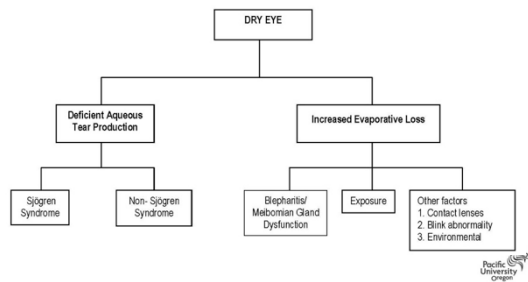 DRY EYE
Deficient Aqueous
Tear Production
Increased Evaporative Loss
Sjögren
Syndrome
Non- Sjögren
Syndrome
Blepharitis/
Meibomian Gland
Dysfunction
Exposure
Other factors
1. Contact lenses
2. Blink abnormality
3. Environmental
Pacific
University
Oregon